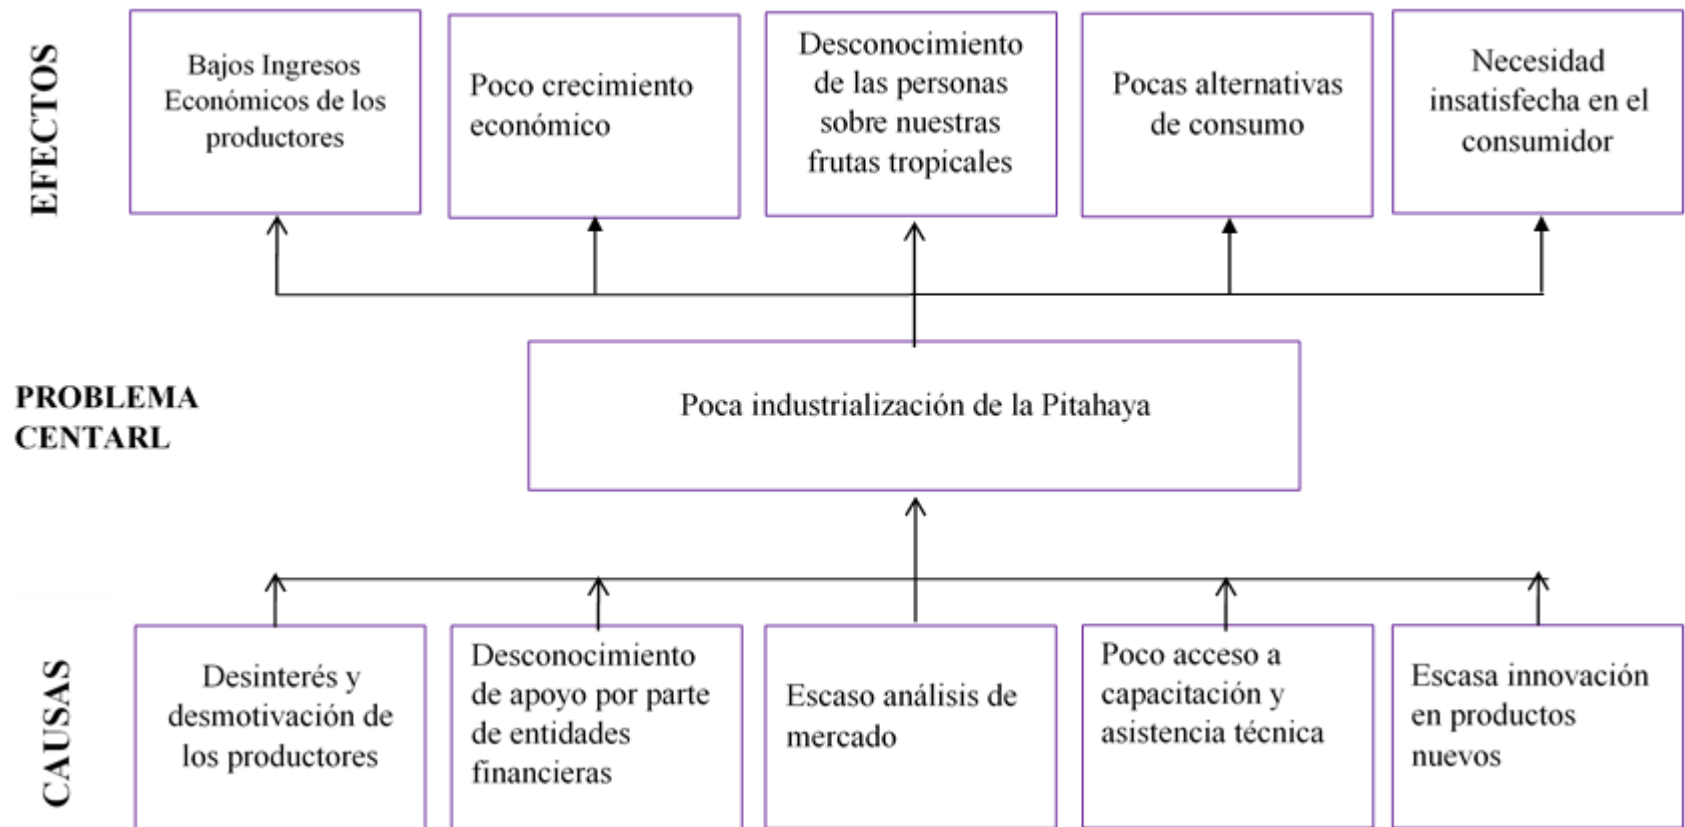 EFECTOS
Bajos Ingresos
Económicos de los
productores
Poco crecimiento
económico
Desconocimiento
de las personas
sobre nuestras
frutas tropicales
Pocas alternativas
de consumo
Necesidad
insatisfecha en el
consumidor
PROBLEMA
CENTARL
Poca industrialización de la Pitahaya
CAUSAS
Desinterés y
desmotivación de
los productores
Desconocimiento
de apoyo por parte
de entidades
financieras
Escaso análisis de
mercado
Poco acceso a
capacitación y
asistencia técnica
Escasa innovación
en productos
nuevos